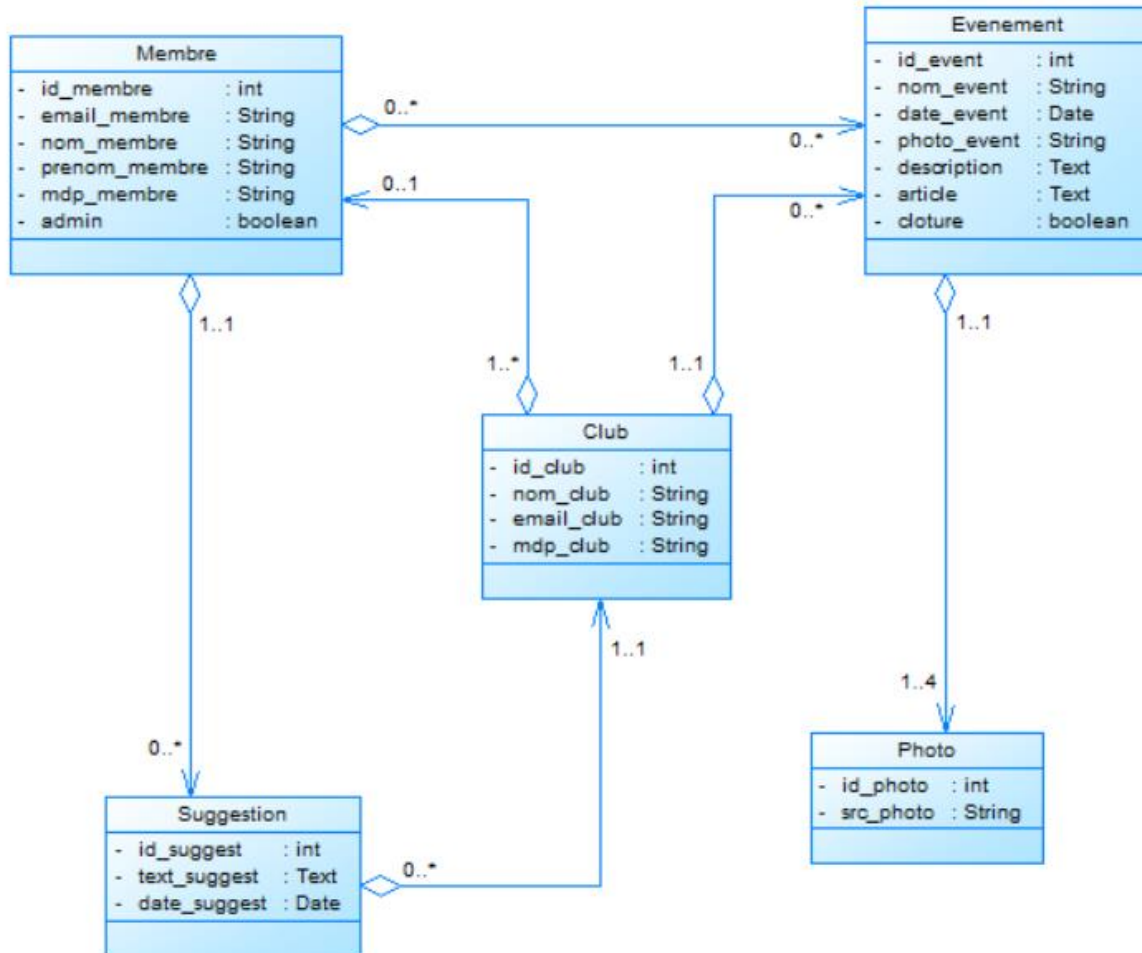 Membre
- id_membre : int
- email_membre : String
- nom_membre : String
- prenom_membre : String
- mdp_membre : String
- admin : boolean
Evenement
- id_event : int
- nom_event : String
- date_event : Date
- photo_event : String
- description : Text
- article : Text
- cloture : boolean
0..*
0..*
0..1
0..*
1..1
1..1
1..*
1..1
Club
- id_club : int
- nom_club : String
- email_club : String
- mdp_club : String
1..1
1..4
0..*
Photo
- id_photo : int
- src_photo : String
Suggestion
- id_suggest : int
- text_suggest : Text
- date_suggest : Date
0..*